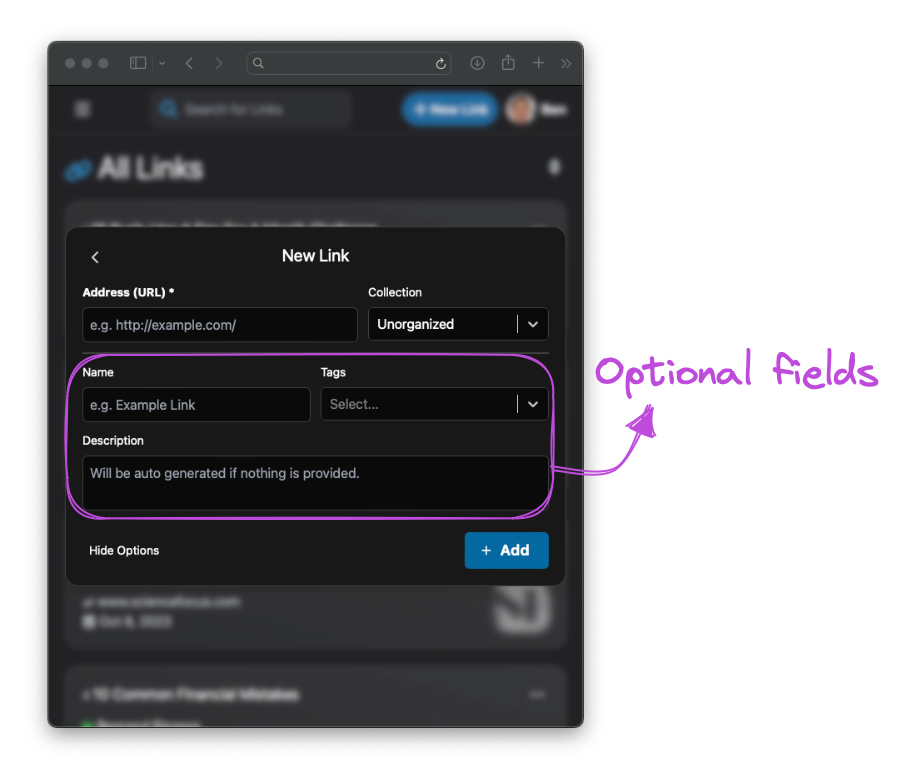 Search for Links
+ New Link
Ben
All Links
New Link
Address (URL) *
Collection
e.g. http://example.com/
Unorganized
Name
Tags
e.g. Example Link
Select...
Description
Will be auto generated if nothing is provided.
Optional fields
Hide Options
+ Add
www.sciencefocus.com
Oct 8, 2023
10 Common Financial Mistakes